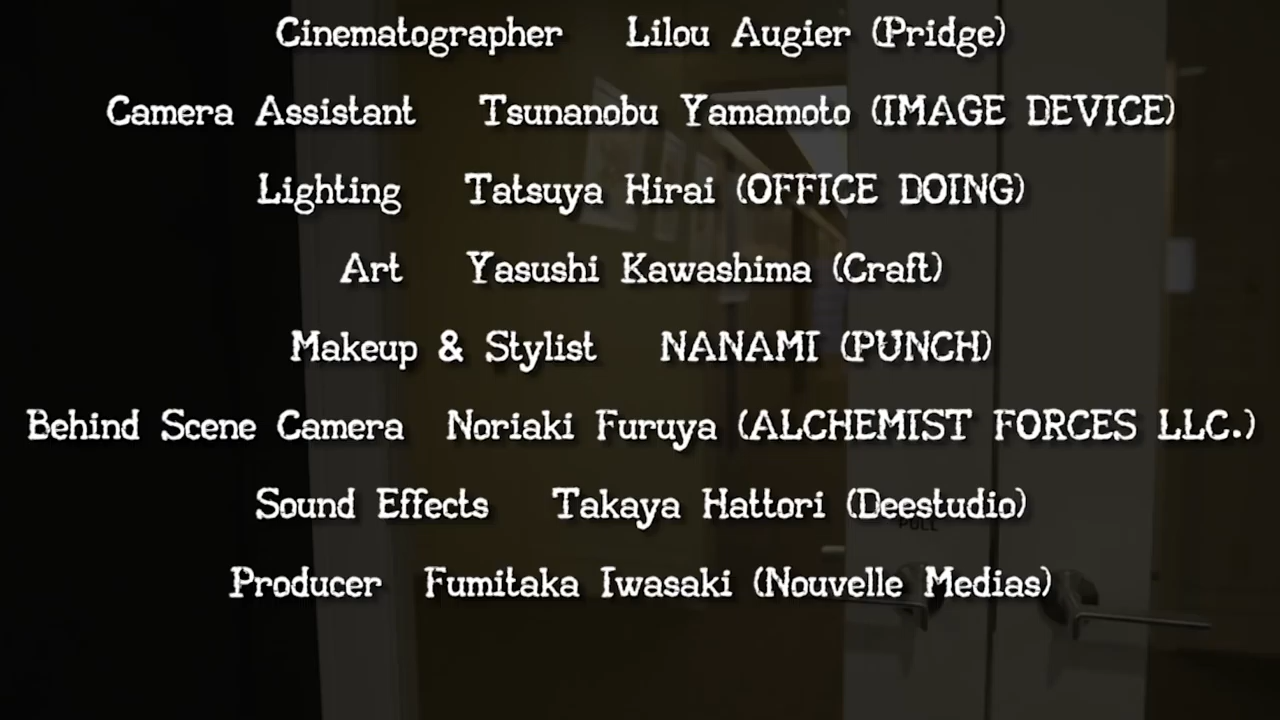 Cinematographer Lilou Augier (Pridge)
Camera Assistant Tsunanobu Yamamoto (IMAGE DEVICE)
Lighting Tatsuya Hirai (OFFICE DOING)
Art Yasushi Kawashima (Craft)
Makeup & Stylist NANAMI (PUNCH)
Behind Scene Camera Noriaki Furuya (ALCHEMIST FORCES LLC.)
Sound Effects Takaya Hattori (Deestudio)
PULL
Producer Fumitaka Iwasaki (Nouvelle Medias)